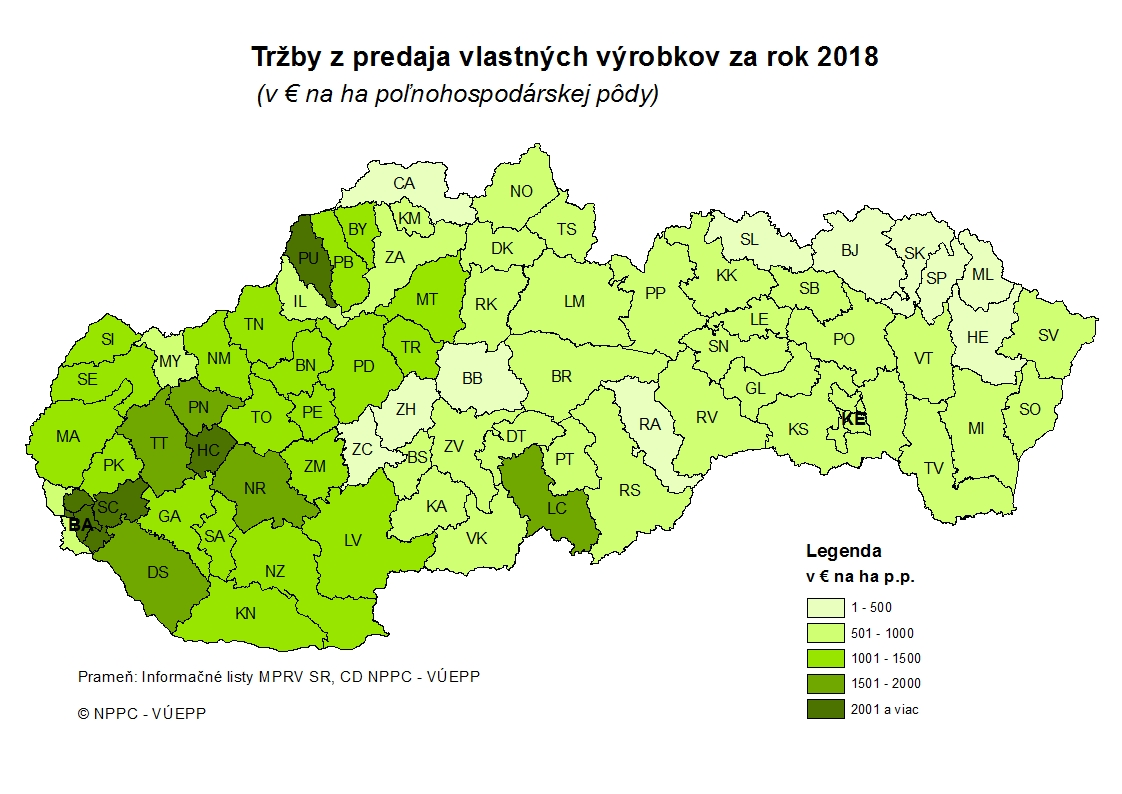 Tržby z predaja vlastných výrobkov za rok 2018
(v € na ha poľnohospodárskej pôdy)
CA
NO
KM
BY
TS
PU
PB
ZA
DK
SL
BJ
SK
SP
ML
IL
MT
RK
LM
PP
KK
SB
TN
SI
MY
NM
TR
LE
PO
HE
SV
SN
VT
SE
BN
PD
BB
BR
GL
PN
TO
PE
ZH
RA
RV
KE
SO
MA
TT
HC
ZC
BS
ZV
DT
PT
KS
MI
PK
ZM
TV
NR
RS
SC
BA
GA
SA
KA
LC
LV
VK
DS
NZ
KN
Legenda
v € na ha p.p.
1 - 500
501 - 1000
1001 - 1500
1501 - 2000
2001 a viac
Prameň: Informačné listy MPRV SR, CD NPPC - VÚEPP
© NPPC - VÚEPP